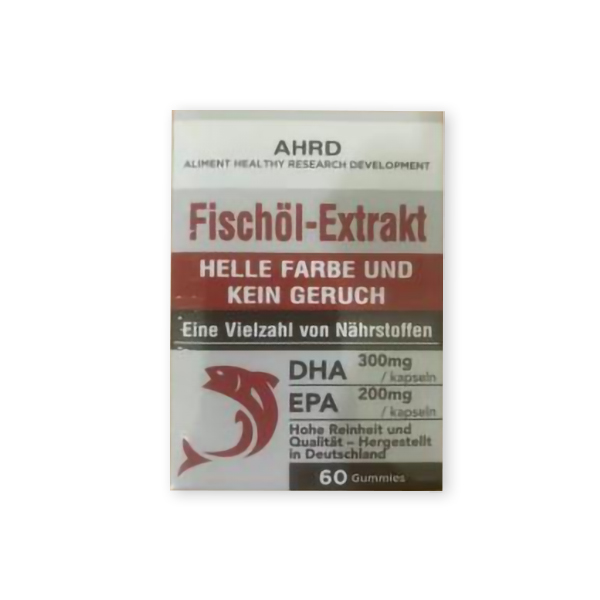 AHRD
ALIMENT HEALTHY RESEARCH DEVELOPMENT
Fischöl-Extrakt
HELLE FARBE UND
KEIN GERUCH
Eine Vielzahl von Nährstoffen
DHA 300mg
/ kapseln
EPA 200mg
/ kapseln
Hohe Reinheit und
Qualität – Hergestellt
in Deutschland
60 Gummies